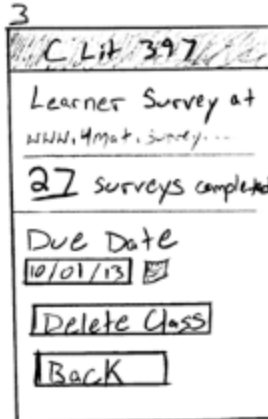 3
C Lit 397
Learner Survey at
www.4mat.survey...
27 surveys completed
Due Date
10/01/13
Delete Class
Back